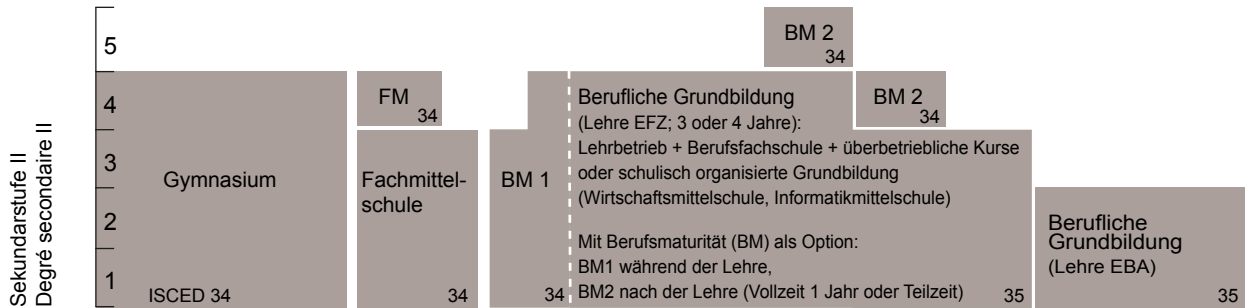 Sekundarstufe II
Degré secondaire II
5
4
3
2
1
Gymnasium
ISCED 34
FM
34
Fachmittel-
schule
34
BM 1
34
BM 2
34
BM 2
34
Berufliche Grundbildung
(Lehre EFZ; 3 oder 4 Jahre):
Lehrbetrieb + Berufsfachschule + überbetriebliche Kurse
oder schulisch organisierte Grundbildung
(Wirtschaftsmittelschule, Informatikmittelschule)
Mit Berufsmaturität (BM) als Option:
BM1 während der Lehre,
BM2 nach der Lehre (Vollzeit 1 Jahr oder Teilzeit)
35
Berufliche
Grundbildung
(Lehre EBA)
35